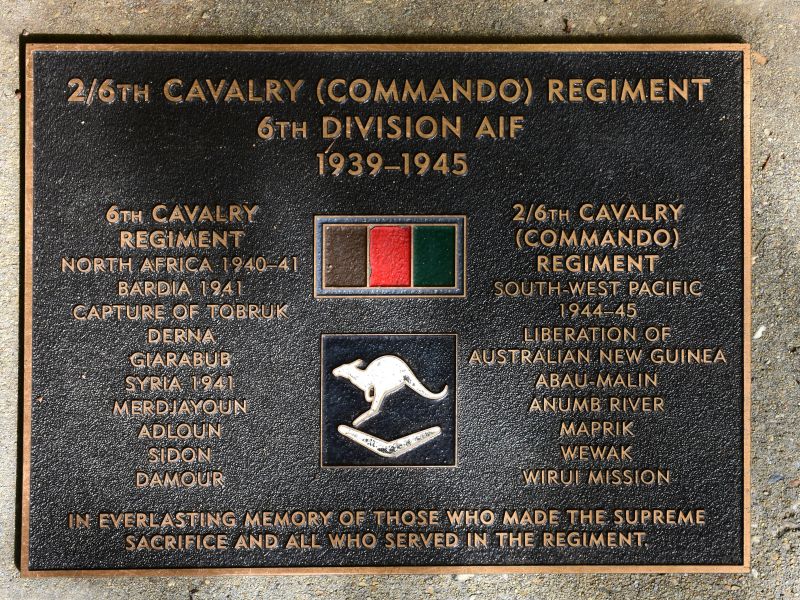 2/6TH CAVALRY (COMMANDO) REGIMENT
6TH DIVISION AIF
1939–1945
6TH CAVALRY
REGIMENT
NORTH AFRICA 1940–41
BARDIA 1941
CAPTURE OF TOBRUK
DERNA
GIARABUB
SYRIA 1941
MERDJAYOUN
ADLOUN
SIDON
DAMOUR
2/6TH CAVALRY
(COMMANDO)
REGIMENT
SOUTH-WEST PACIFIC
1944–45
LIBERATION OF
AUSTRALIAN NEW GUINEA
ABAU-MALIN
ANUMB RIVER
MAPRIK
WEWAK
WIRUI MISSION
IN EVERLASTING MEMORY OF THOSE WHO MADE THE SUPREME
SACRIFICE AND ALL WHO SERVED IN THE REGIMENT.